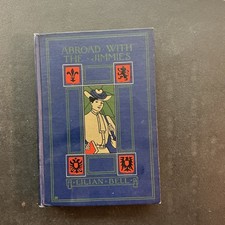 ABROAD WITH
THE JIMMIES
LILIAN BELL